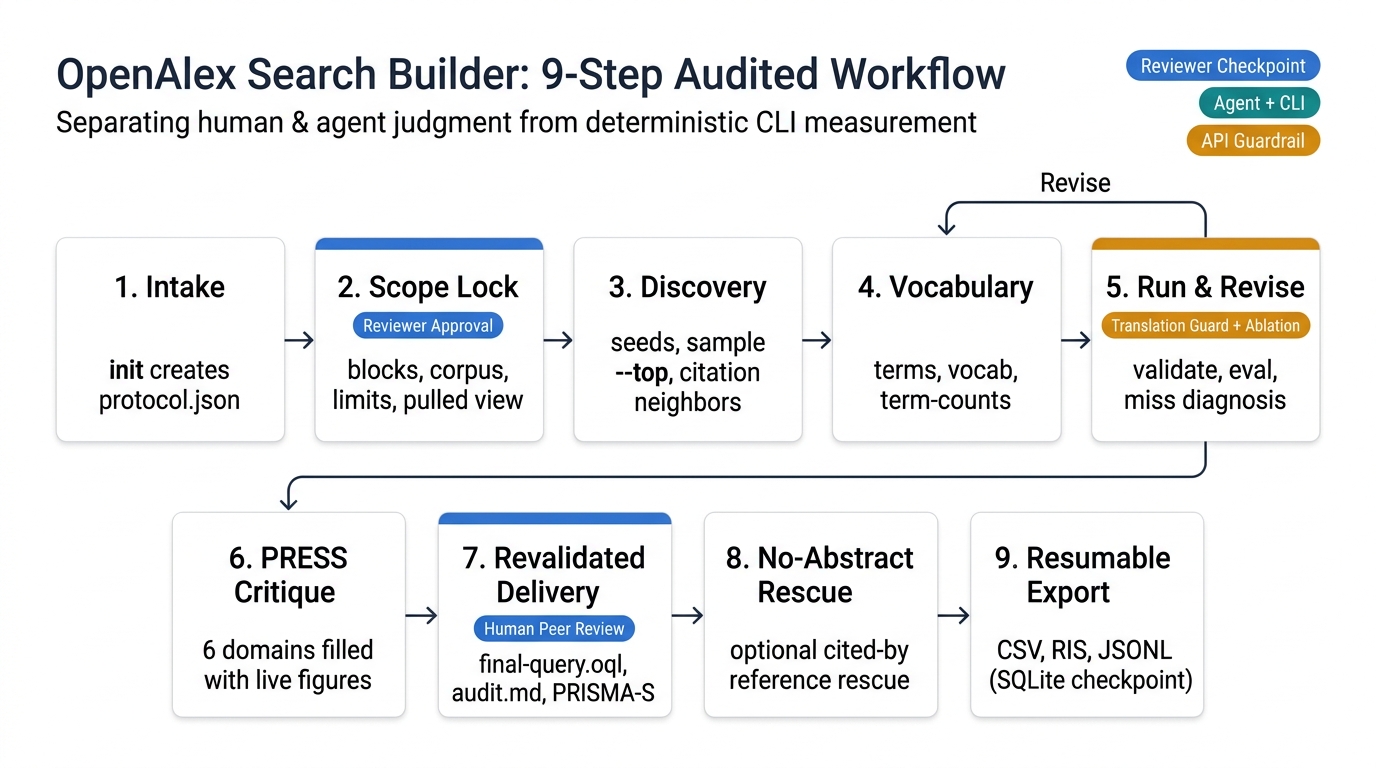 OpenAlex Search Builder: 9-Step Audited Workflow
Separating human & agent judgment from deterministic CLI measurement
Reviewer Checkpoint
Agent + CLI
API Guardrail
Revise
1. Intake
init creates
protocol.json
2. Scope Lock
Reviewer Approval
blocks, corpus,
limits, pulled view
3. Discovery
seeds, sample
--top, citation
neighbors
4. Vocabulary
terms, vocab,
term-counts
5. Run & Revise
Translation Guard + Ablation
validate, eval,
miss diagnosis
6. PRESS
Critique
6 domains filled
with live figures
7. Revalidated
Delivery
Human Peer Review
final-query.oql,
audit.md, PRISMA-S
8. No-Abstract
Rescue
optional cited-by
reference rescue
9. Resumable
Export
CSV, RIS, JSONL
(SQLite checkpoint)